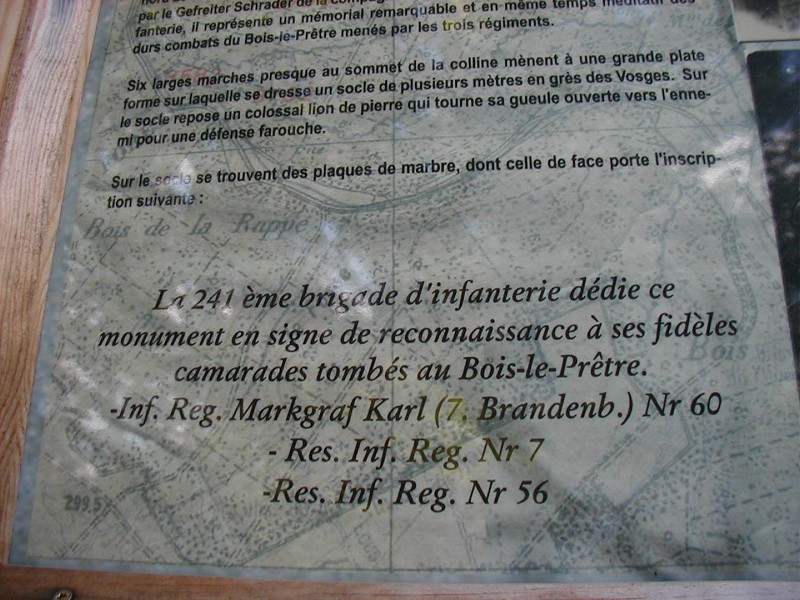 par le Gefreiter Schrader de la
fanterie, il représente un mémorial remarquable et en même temps méditatif des
durs combats du Bois-le-Prêtre menés par les trois régiments.
Six larges marches presque au sommet de la colline mènent à une grande plate
forme sur laquelle se dresse un socle de plusieurs mètres en grès des Vosges. Sur
le socle repose un colossal lion de pierre qui tourne sa gueule ouverte vers l'enne-
mi pour une défense farouche.
Sur le socle se trouvent des plaques de marbre, dont celle de face porte l'inscrip-
tion suivante :
Bois de la Rappe
La 241 ème brigade d'infanterie dédie ce
monument en signe de reconnaissance à ses fidèles
Bois
camarades tombés au Bois-le-Prêtre.
-Inf. Reg. Markgraf Karl (7. Brandenb.) Nr 60
- Res. Inf. Reg. Nr 7
-Res. Inf. Reg. Nr 56
299,5